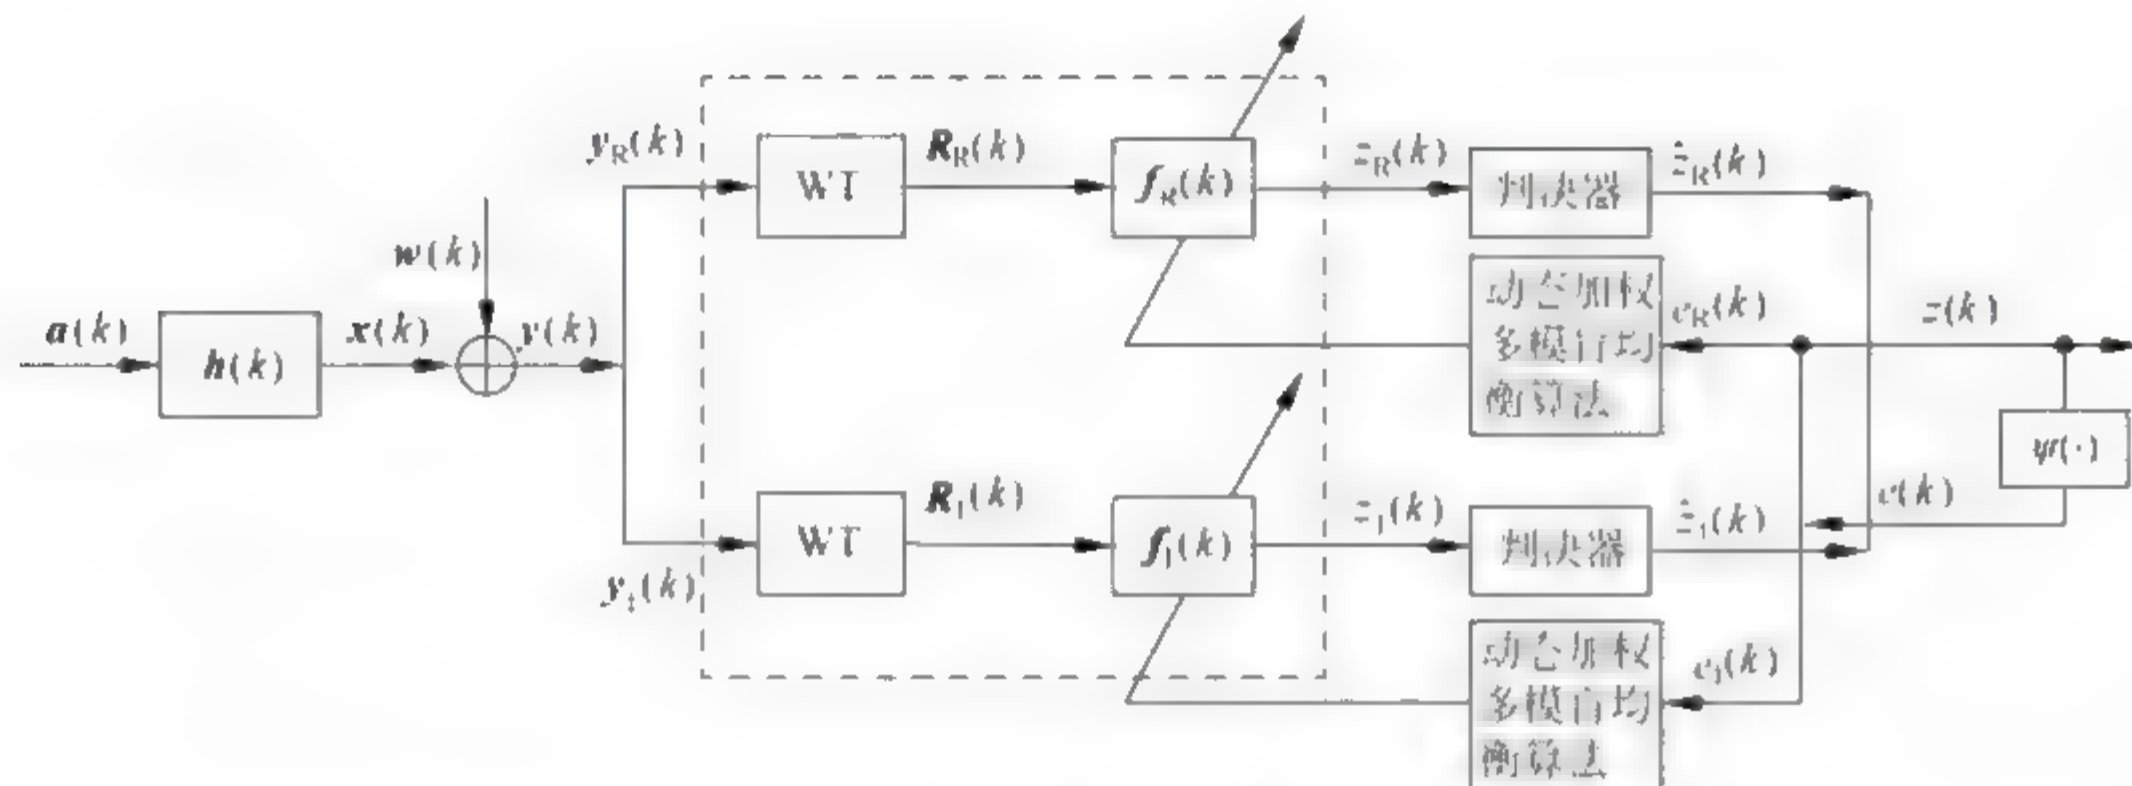 y_R(k)
WT
R_R(k)
f_R(k)
z_R(k)
判决器
ẑ_R(k)
w(k)
a(k)
h(k)
x(k)
y(k)
动态加权
多模盲均
衡算法
e_R(k)
z(k)
ψ(·)
e(k)
y_I(k)
WT
R_I(k)
f_I(k)
z_I(k)
判决器
ẑ_I(k)
动态加权
多模盲均
衡算法
e_I(k)